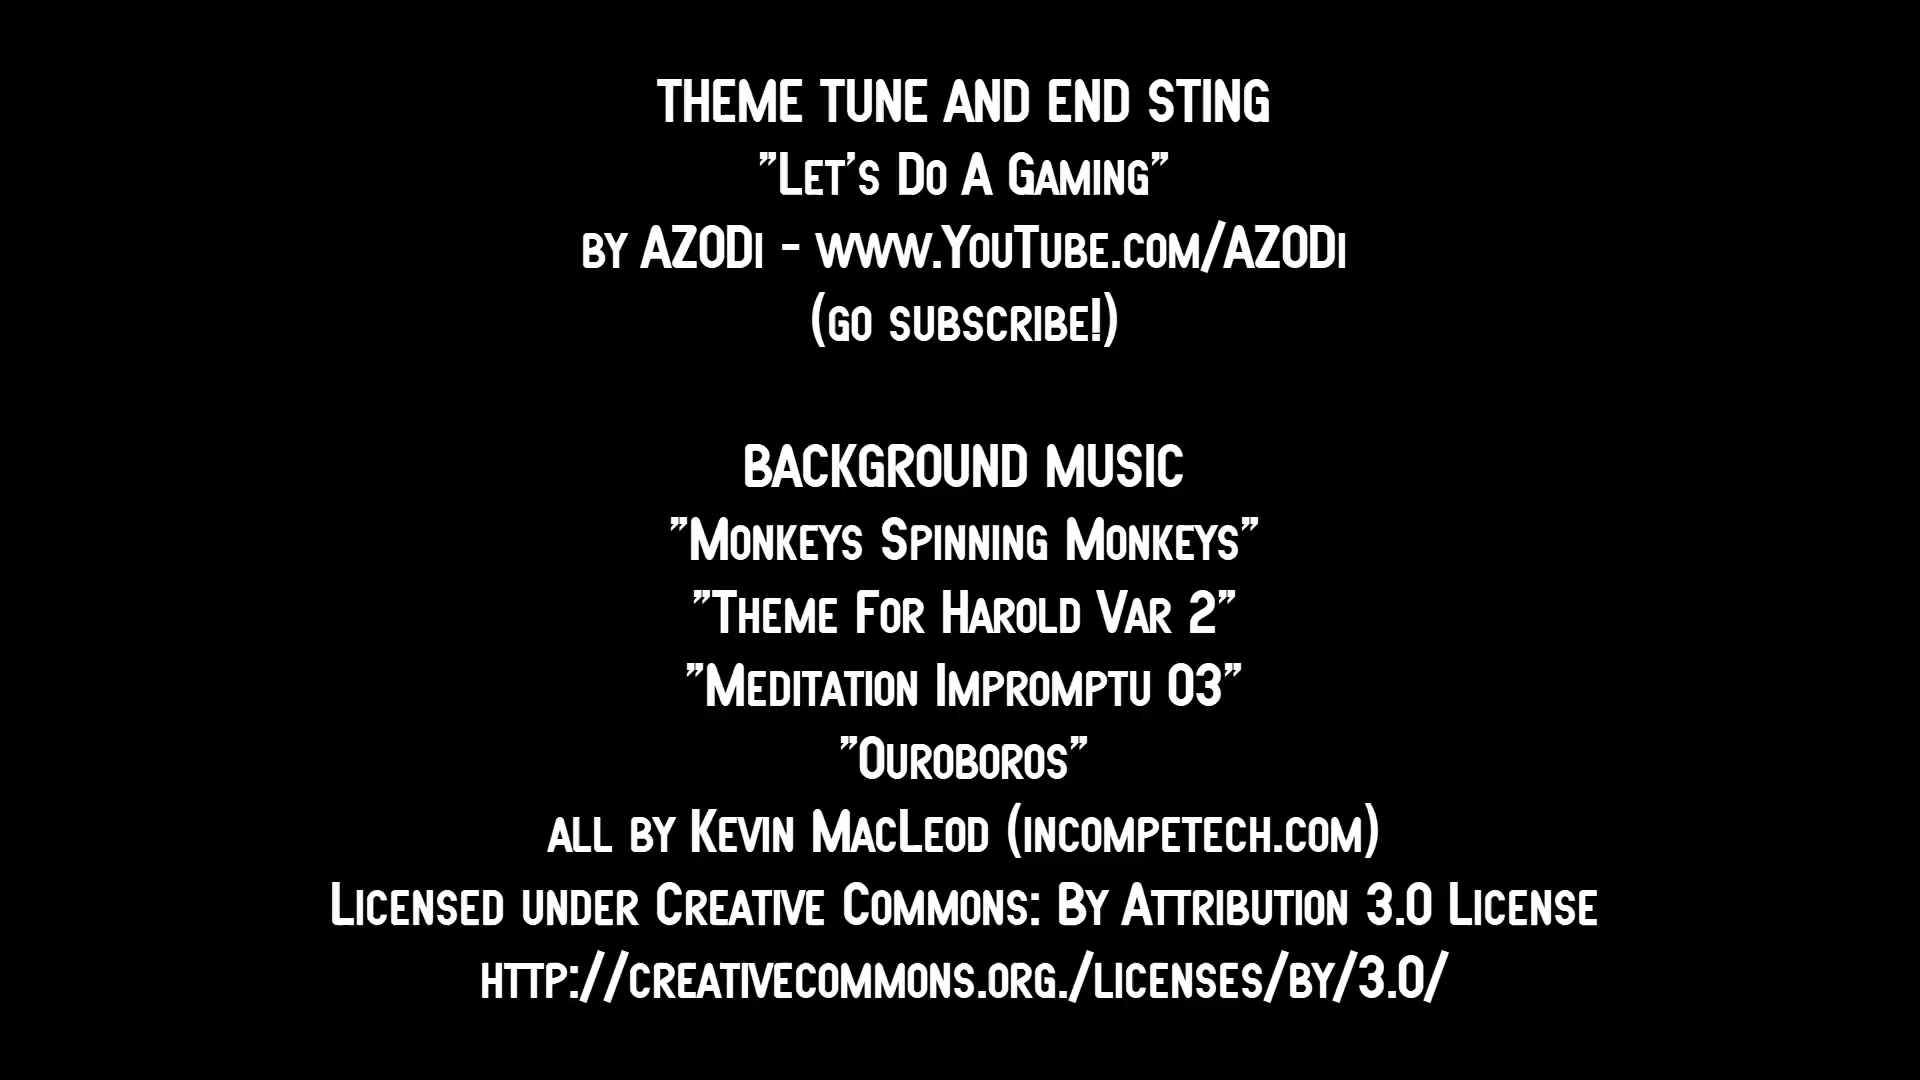 THEME TUNE AND END STING
"Let's Do A Gaming"
by AZODi - www.YouTube.com/AZODi
(go subscribe!)
BACKGROUND MUSIC
"Monkeys Spinning Monkeys"
"Theme For Harold Var 2"
"Meditation Impromptu 03"
"Ouroboros"
all by Kevin MacLeod (incompetech.com)
Licensed under Creative Commons: By Attribution 3.0 License
http://creativecommons.org./licenses/by/3.0/